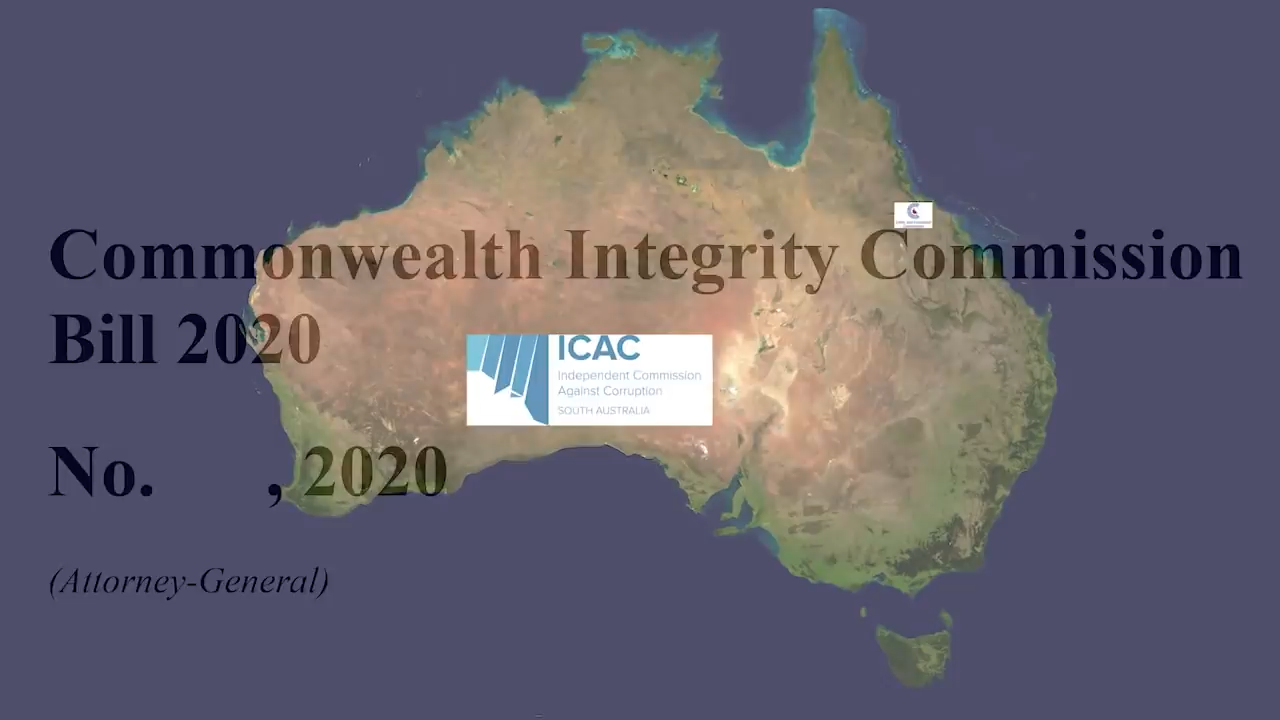 Commonwealth Integrity Commission
Bill 2020
ICAC
Independent Commission
Against Corruption
SOUTH AUSTRALIA
No. , 2020
(Attorney-General)